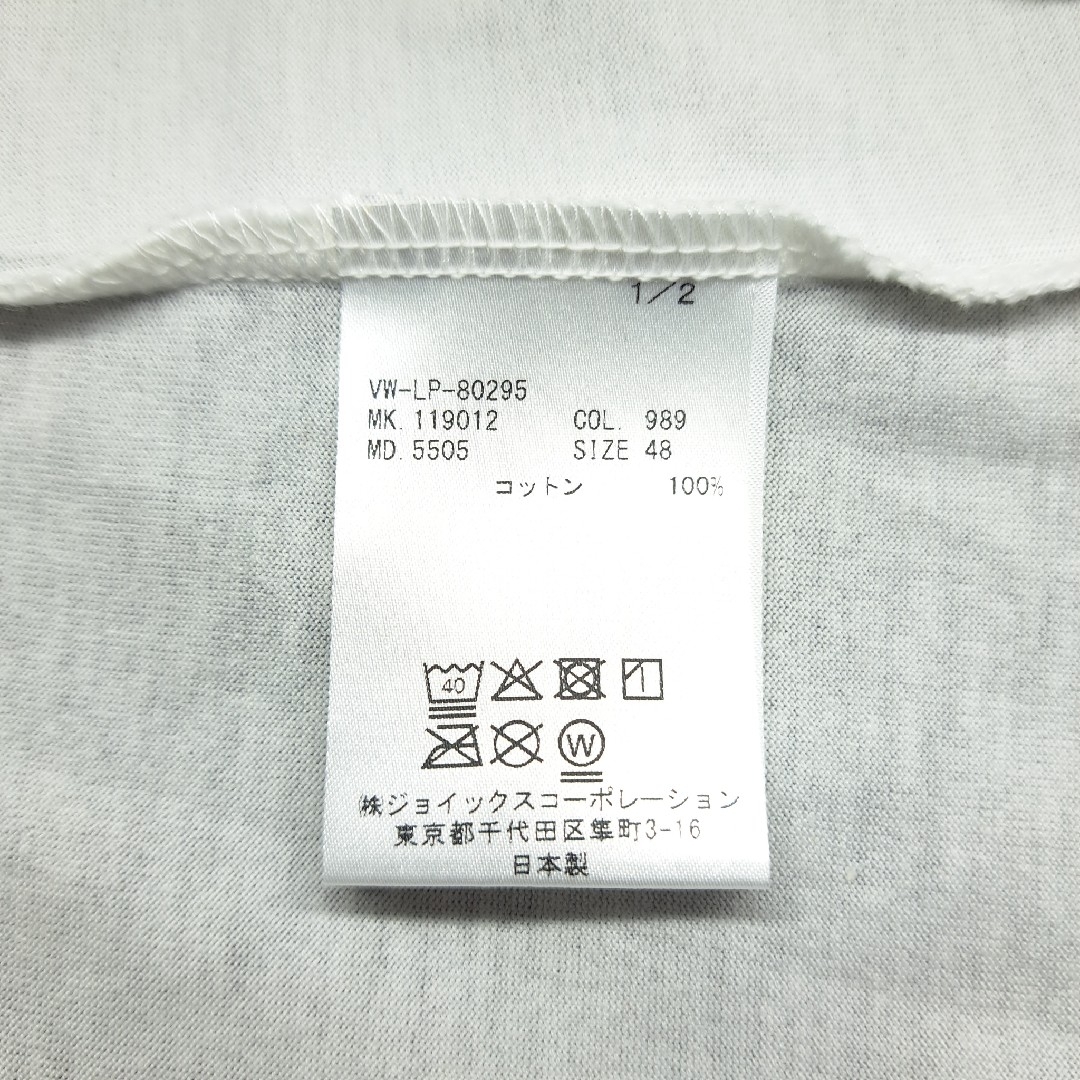 1/2
VW-LP-80295
MK. 119012 COL. 989
MD. 5505 SIZE 48
コットン 100%
40
W
㈱ジョイックスコーポレーション
東京都千代田区隼町3-16
日本製